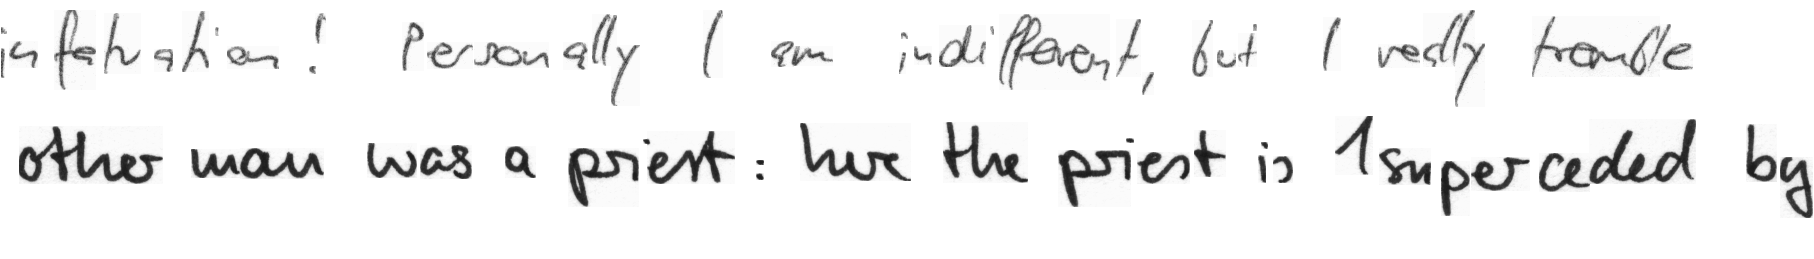 infatuation! Personally I am indifferent, but I really tremble
other man was a priest: here the priest is 1superceded by